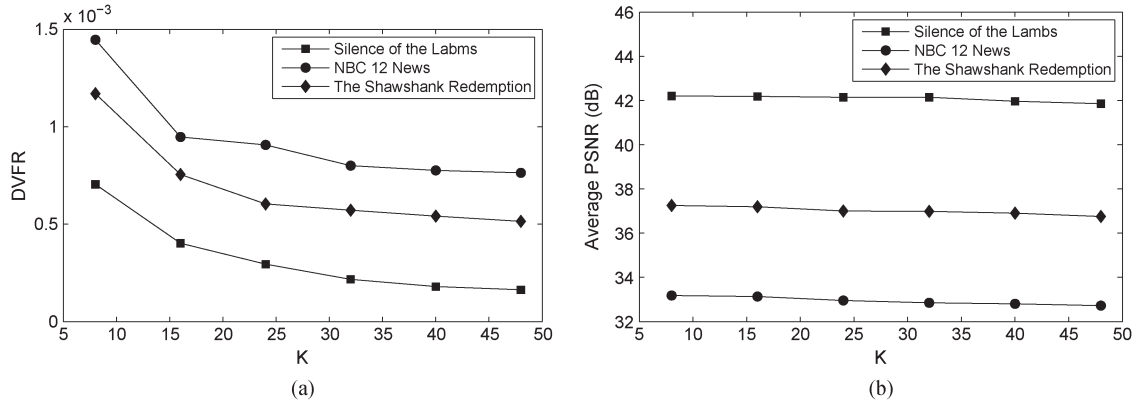 × 10⁻³
1.5
1
0.5
0
DVFR
Silence of the Labms
NBC 12 News
The Shawshank Redemption
5 10 15 20 25 30 35 40 45 50
K
(a)
46
44
42
40
38
36
34
32
Average PSNR (dB)
Silence of the Lambs
NBC 12 News
The Shawshank Redemption
5 10 15 20 25 30 35 40 45 50
K
(b)